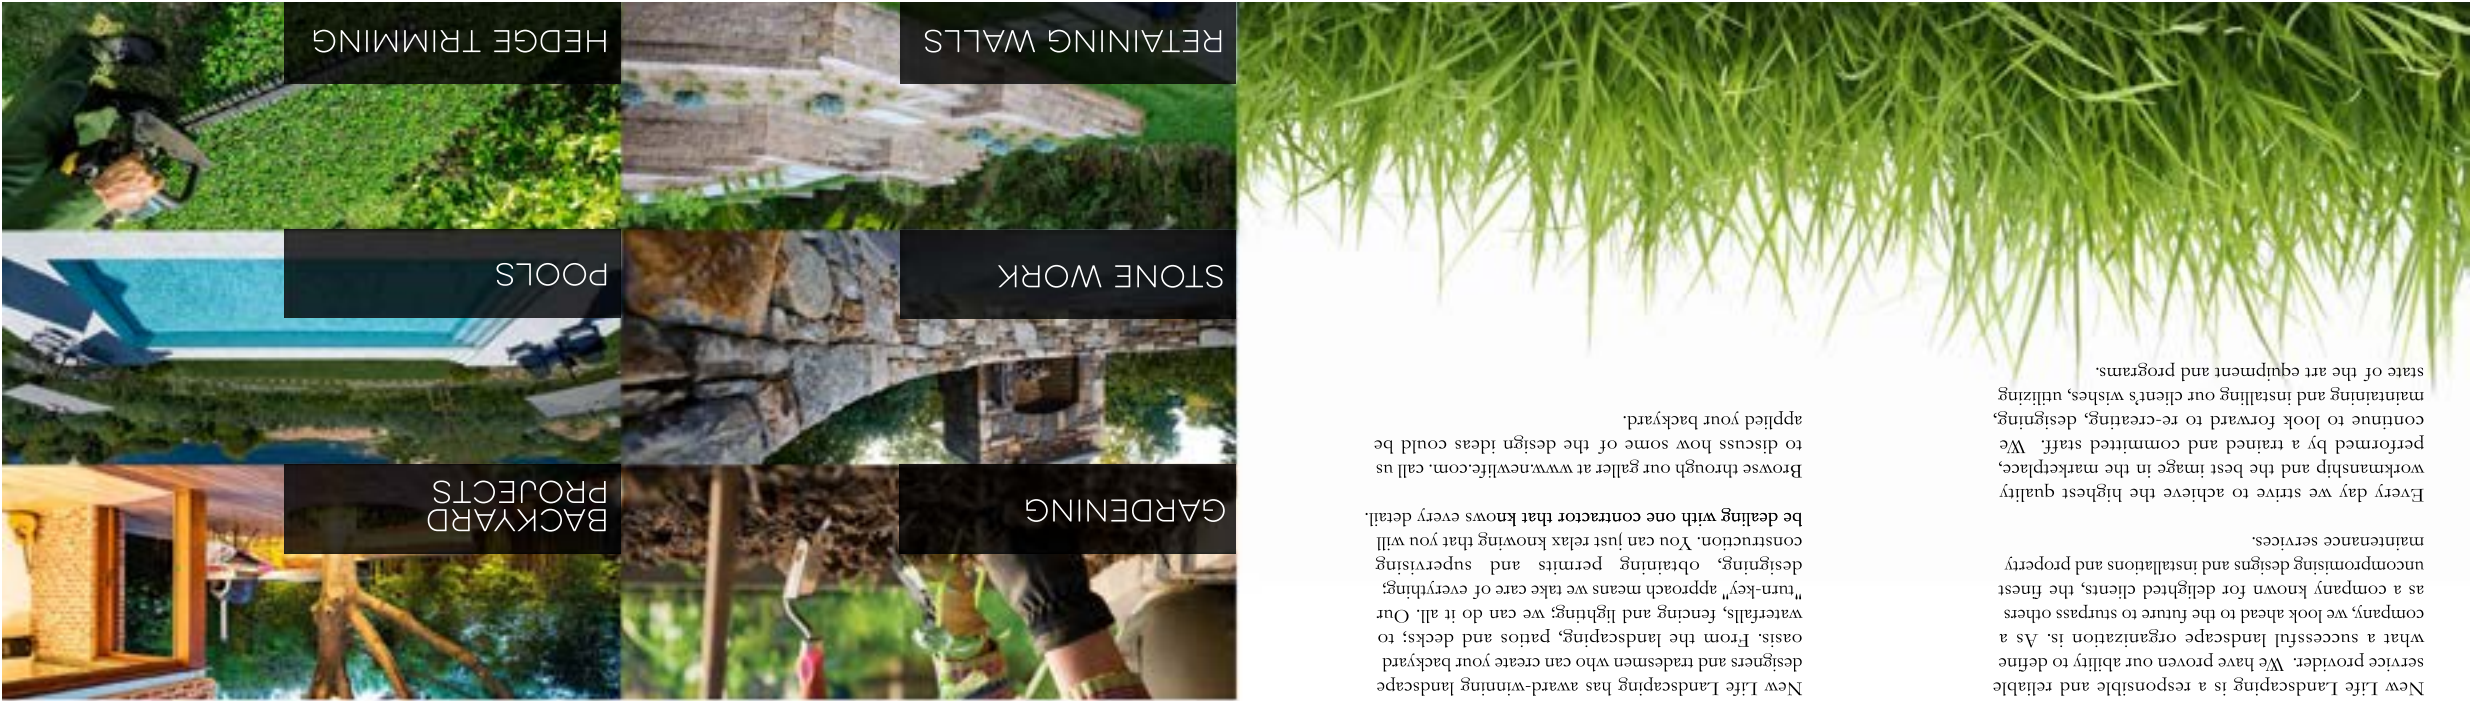 New Life Landscaping is a responsible and reliable
service provider. We have proven our ability to define
what a successful landscape organization is. As a
company, we look ahead to the future to sturpass others
as a company known for delighted clients, the finest
uncompromising designs and installations and property
maintenance services.
Every day we strive to achieve the highest quality
workmanship and the best image in the marketplace,
performed by a trained and committed staff. We
continue to look forward to re-creating, designing,
maintaining and installing our client's wishes, utilizing
state of the art equipment and programs.
New Life Landscaping has award-winning landscape
designers and tradesmen who can create your backyard
oasis. From the landscaping, patios and decks; to
waterfalls, fencing and lighting; we can do it all. Our
"turn-key" approach means we take care of everything;
designing, obtaining permits and supervising
construction. You can just relax knowing that you will
be dealing with one contractor that knows every detail.
Browse through our galler at www.newlife.com. call us
to discuss how some of the design ideas could be
applied your backyard.
GARDENING
BACKYARD
PROJECTS
STONE WORK
POOLS
RETAINING WALLS
HEDGE TRIMMING